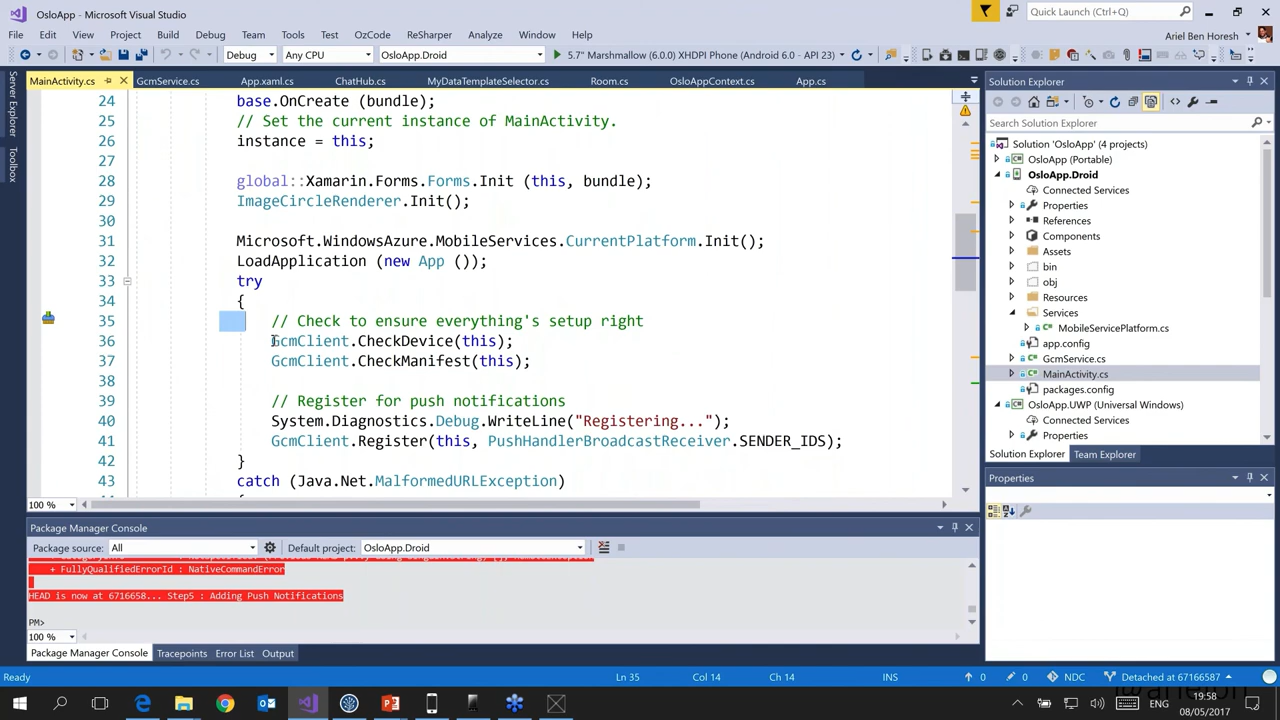 OsloApp - Microsoft Visual Studio
Quick Launch (Ctrl+Q)
File Edit View Project Build Debug Team Tools Test OzCode ReSharper Analyze Window Help
Ariel Ben Horesh
Debug Any CPU OsloApp.Droid 5.7" Marshmallow (6.0.0) XHDPI Phone (Android 6.0 - API 23)
Server Explorer
Toolbox
MainActivity.cs GcmService.cs App.xaml.cs ChatHub.cs MyDataTemplateSelector.cs Room.cs OsloAppContext.cs App.cs
24 base.OnCreate (bundle);
25 // Set the current instance of MainActivity.
26 instance = this;
27
28 global::Xamarin.Forms.Forms.Init (this, bundle);
29 ImageCircleRenderer.Init();
30
31 Microsoft.WindowsAzure.MobileServices.CurrentPlatform.Init();
32 LoadApplication (new App ());
33 try
34 {
35 // Check to ensure everything's setup right
36 GcmClient.CheckDevice(this);
37 GcmClient.CheckManifest(this);
38
39 // Register for push notifications
40 System.Diagnostics.Debug.WriteLine("Registering...");
41 GcmClient.Register(this, PushHandlerBroadcastReceiver.SENDER_IDS);
42 }
43 catch (Java.Net.MalformedURLException)
100 %
Solution Explorer
Search Solution Explorer
Solution 'OsloApp' (4 projects)
OsloApp (Portable)
OsloApp.Droid
Connected Services
Properties
References
Components
Assets
bin
obj
Resources
Services
MobileServicePlatform.cs
app.config
GcmService.cs
MainActivity.cs
packages.config
OsloApp.UWP (Universal Windows)
Connected Services
Properties
Solution Explorer Team Explorer
Properties
Package Manager Console
Package source: All Default project: OsloApp.Droid
+ FullyQualifiedErrorId : NativeCommandError
HEAD is now at 6716658... Step5 : Adding Push Notifications
PM>
100 %
Package Manager Console Tracepoints Error List Output
Ready Ln 35 Col 14 Ch 14 INS 0 0 NDC Detached at 67166587
ENG
19:58
08/05/2017